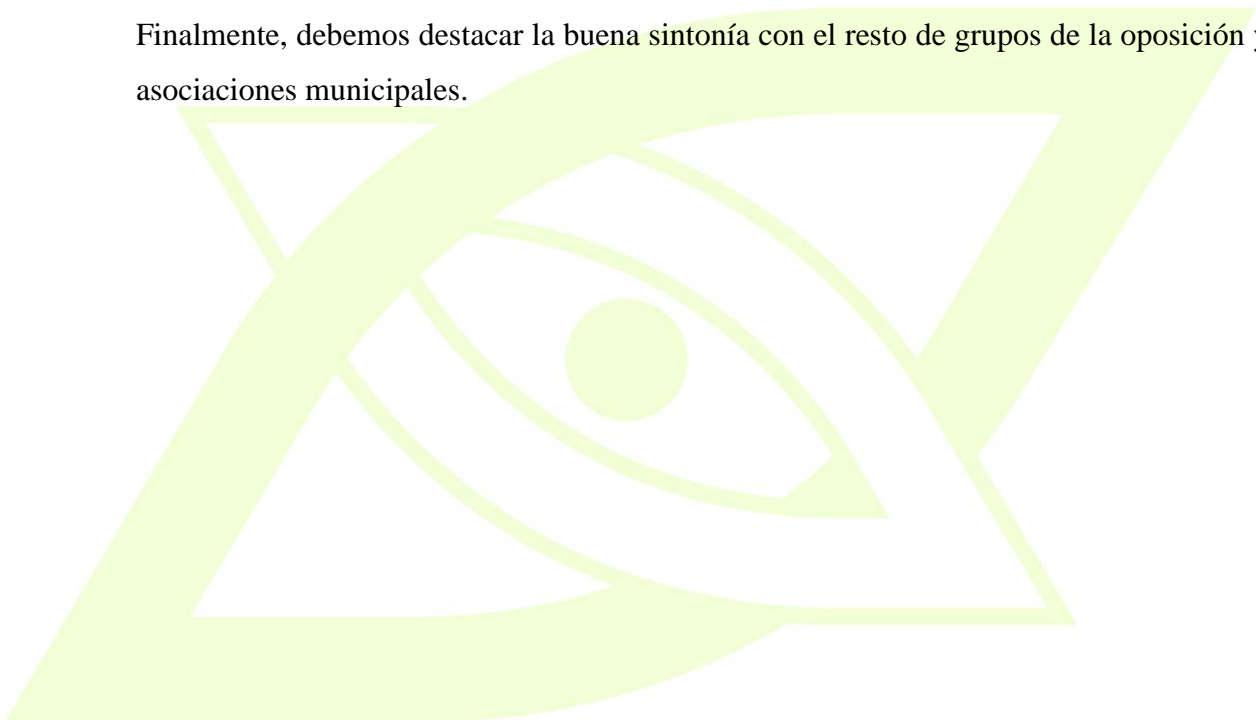 Finalmente, debemos destacar la buena sintonía con el resto de grupos de la oposición
asociaciones municipales.